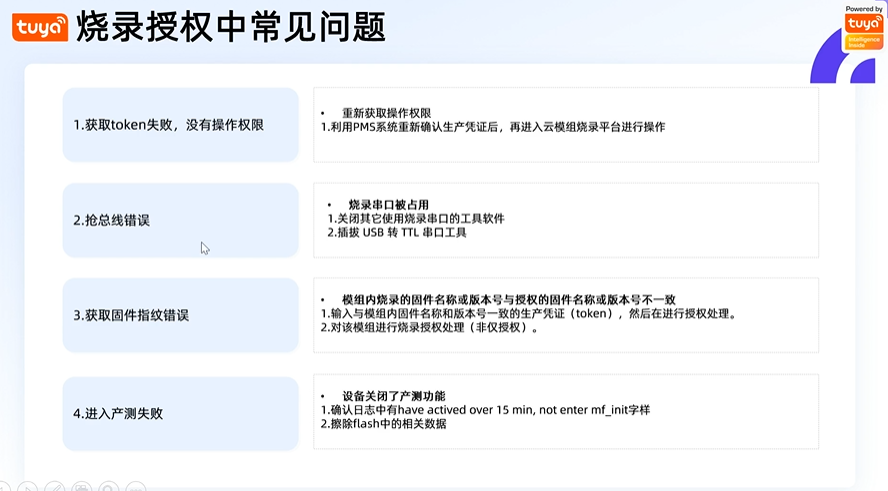 tuya 烧录授权中常见问题
Powered by
tuya
Intelligence
Inside
1.获取token失败，没有操作权限
• 重新获取操作权限
1.利用PMS系统重新确认生产凭证后，再进入云模组烧录平台进行操作
2.抢总线错误
• 烧录串口被占用
1.关闭其它使用烧录串口的工具软件
2.插拔 USB 转 TTL 串口工具
3.获取固件指纹错误
• 模组内烧录的固件名称或版本号与授权的固件名称或版本号不一致
1.输入与模组内固件名称和版本号一致的生产凭证（token），然后在进行授权处理。
2.对该模组进行烧录授权处理（非仅授权）。
4.进入产测失败
• 设备关闭了产测功能
1.确认日志中有have actived over 15 min, not enter mf_init字样
2.擦除flash中的相关数据